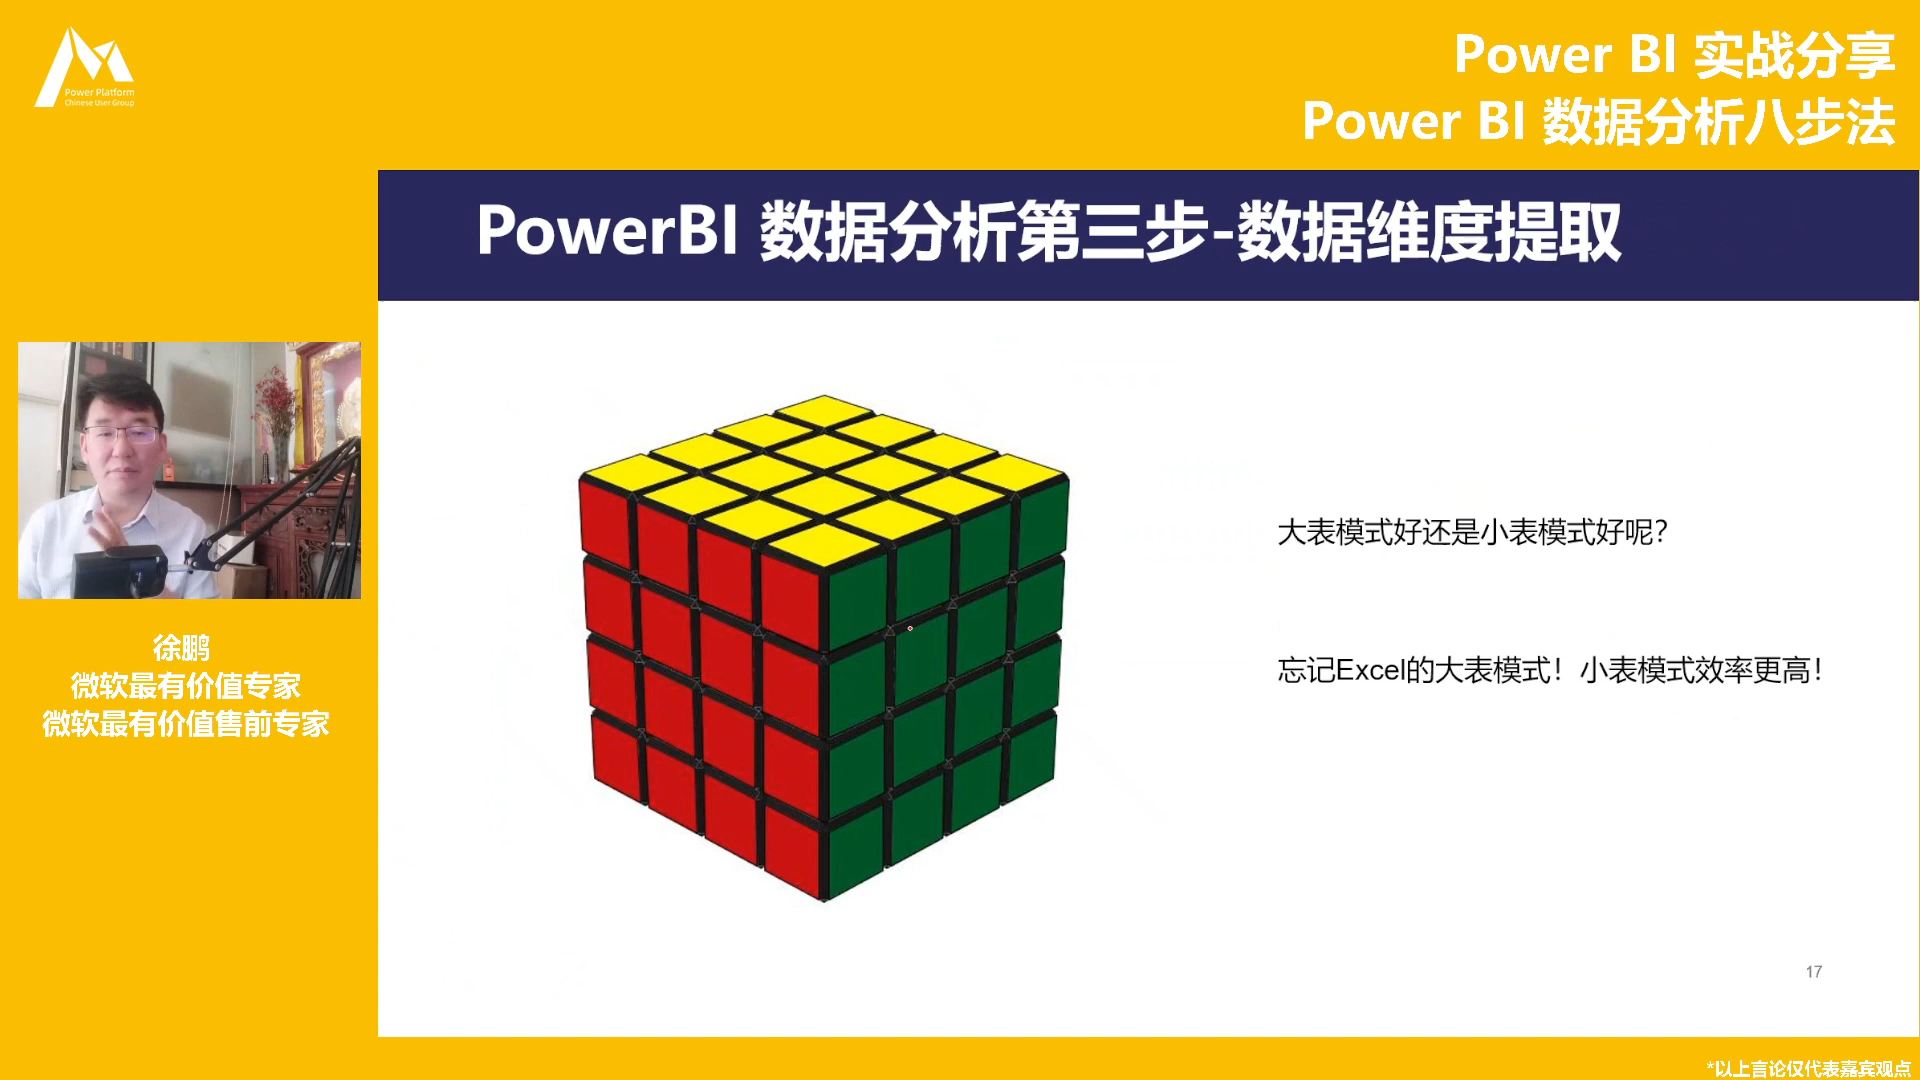 Power Platform
Chinese User Group
Power BI 实战分享
Power BI 数据分析八步法
PowerBI 数据分析第三步-数据维度提取
大表模式好还是小表模式好呢？
忘记Excel的大表模式！小表模式效率更高！
徐鹏
微软最有价值专家
微软最有价值售前专家
17
*以上言论仅代表嘉宾观点